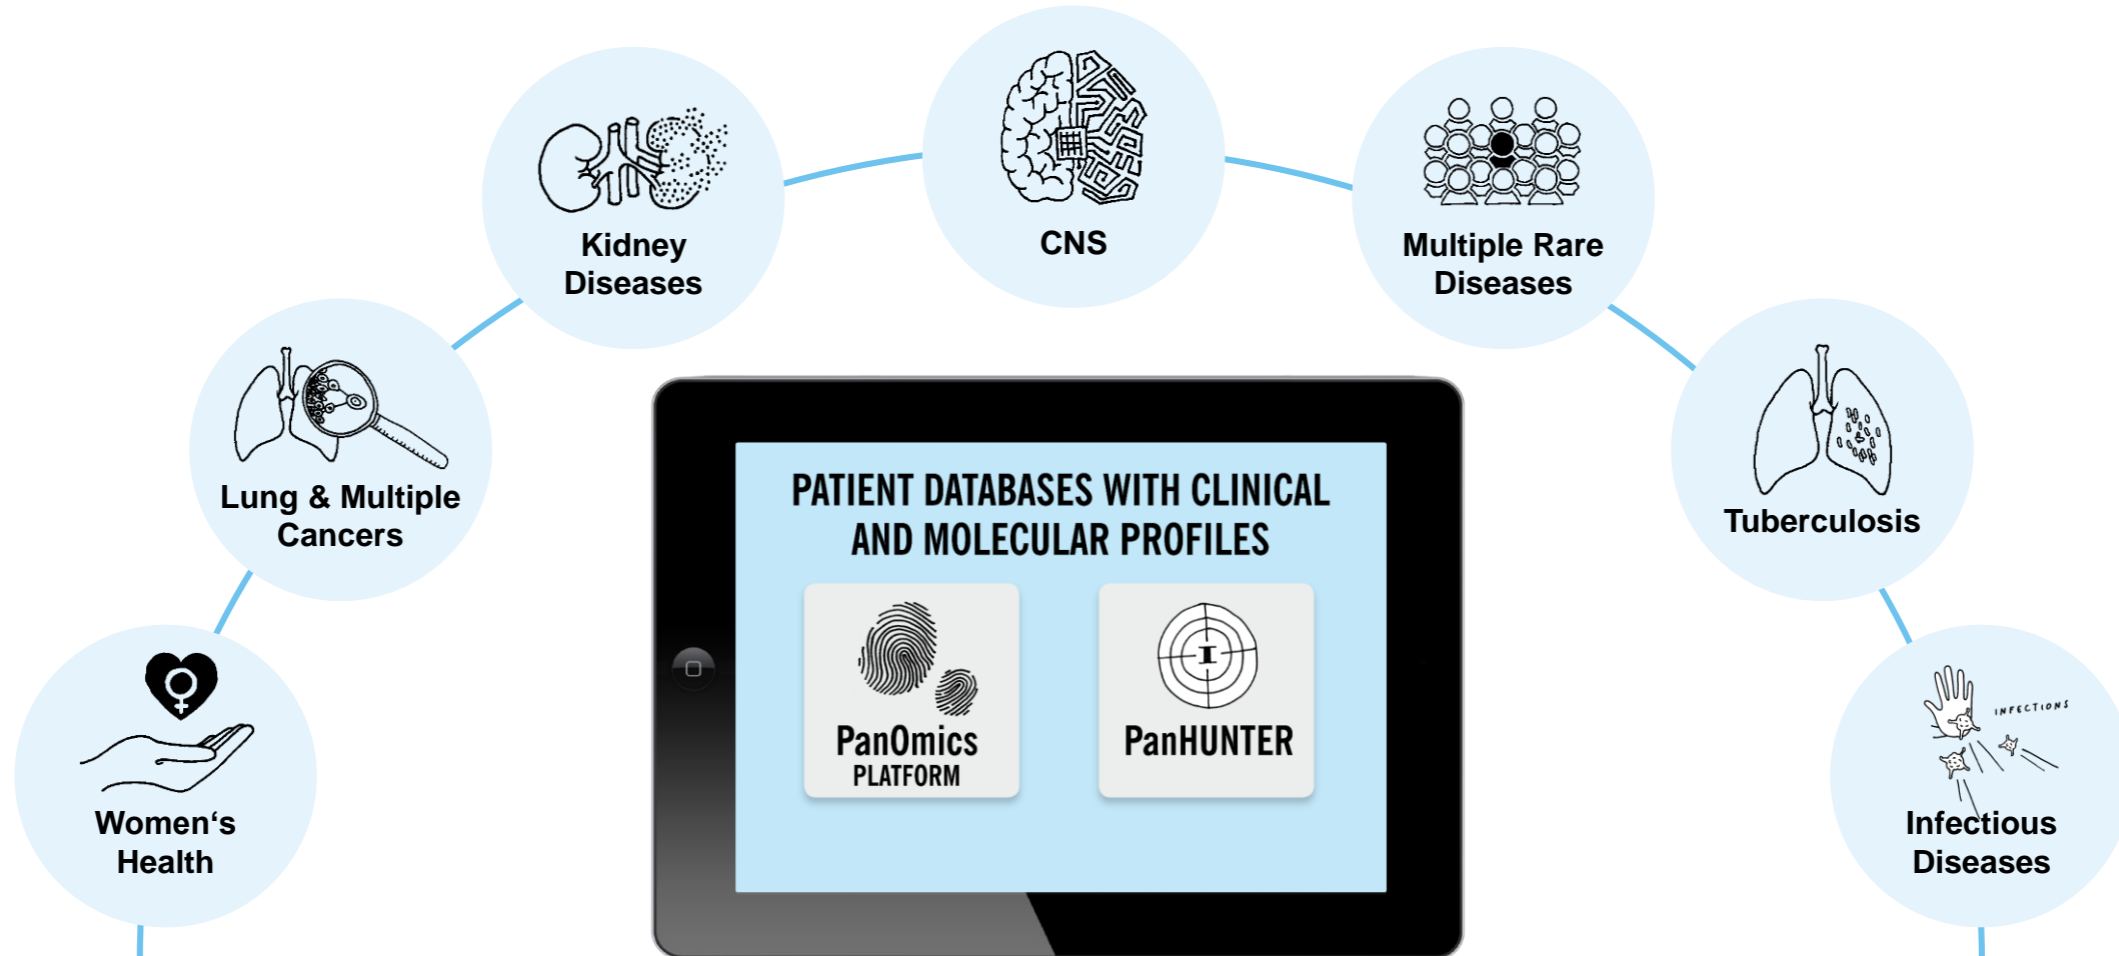 CNS
Kidney
Diseases
Multiple Rare
Diseases
Lung & Multiple
Cancers
Tuberculosis
PATIENT DATABASES WITH CLINICAL
AND MOLECULAR PROFILES
PanOmics
PLATFORM
I
PanHUNTER
Women‘s
Health
INFECTIONS
Infectious
Diseases